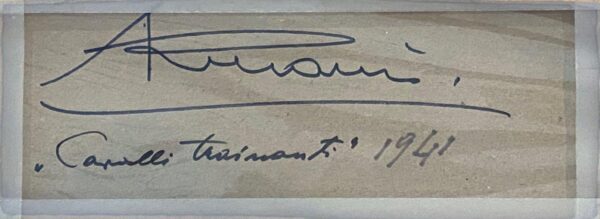 „Cavalli trainanti" 1941